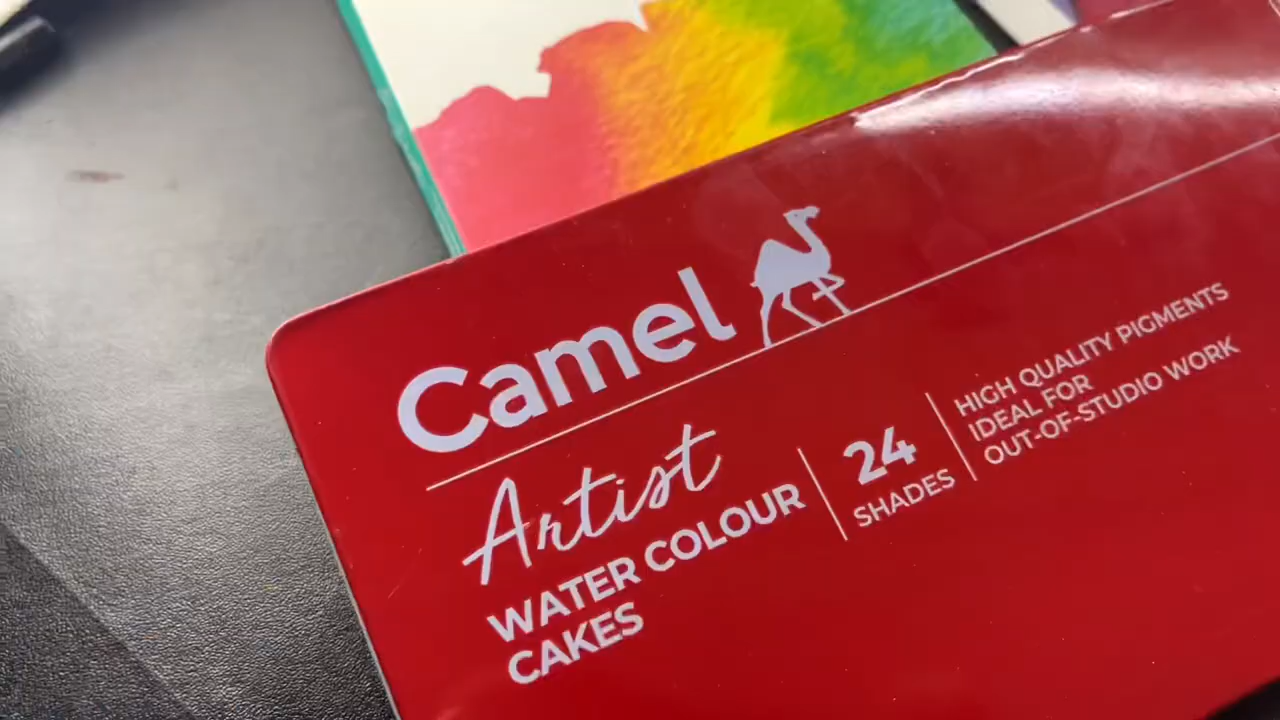 Camel
Artist
WATER COLOUR
CAKES
24
SHADES
HIGH QUALITY PIGMENTS
IDEAL FOR
OUT-OF-STUDIO WORK